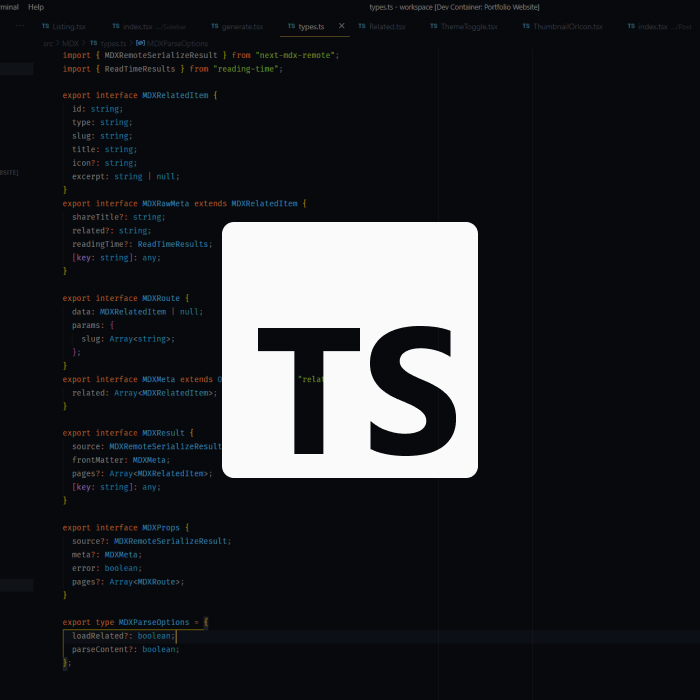 minal Help types.ts - workspace [Dev Container: Portfolio Website]
··· TS Listing.tsx TS index.tsx .../Sidebar TS generate.tsx TS types.ts × TS Related.tsx TS ThemeToggle.tsx TS ThumbnailOrIcon.tsx TS index.tsx .../Post
src > MDX > TS types.ts > MDXParseOptions
import { MDXRemoteSerializeResult } from "next-mdx-remote";
import { ReadTimeResults } from "reading-time";
export interface MDXRelatedItem {
id: string;
type: string;
slug: string;
BSITE]
title: string;
icon?: string;
excerpt: string | null;
}
export interface MDXRawMeta extends MDXRelatedItem {
shareTitle?: string;
related?: string;
readingTime?: ReadTimeResults;
[key: string]: any;
}
export interface MDXRoute {
data: MDXRelatedItem | null;
params: {
slug: Array<string>;
};
}
export interface MDXMeta extends O "relat
related: Array<MDXRelatedItem>;
}
TS
export interface MDXResult {
source: MDXRemoteSerializeResult
frontMatter: MDXMeta;
pages?: Array<MDXRelatedItem>;
[key: string]: any;
}
export interface MDXProps {
source?: MDXRemoteSerializeResult;
meta?: MDXMeta;
error: boolean;
pages?: Array<MDXRoute>;
}
export type MDXParseOptions = {
loadRelated?: boolean;
parseContent?: boolean;
};